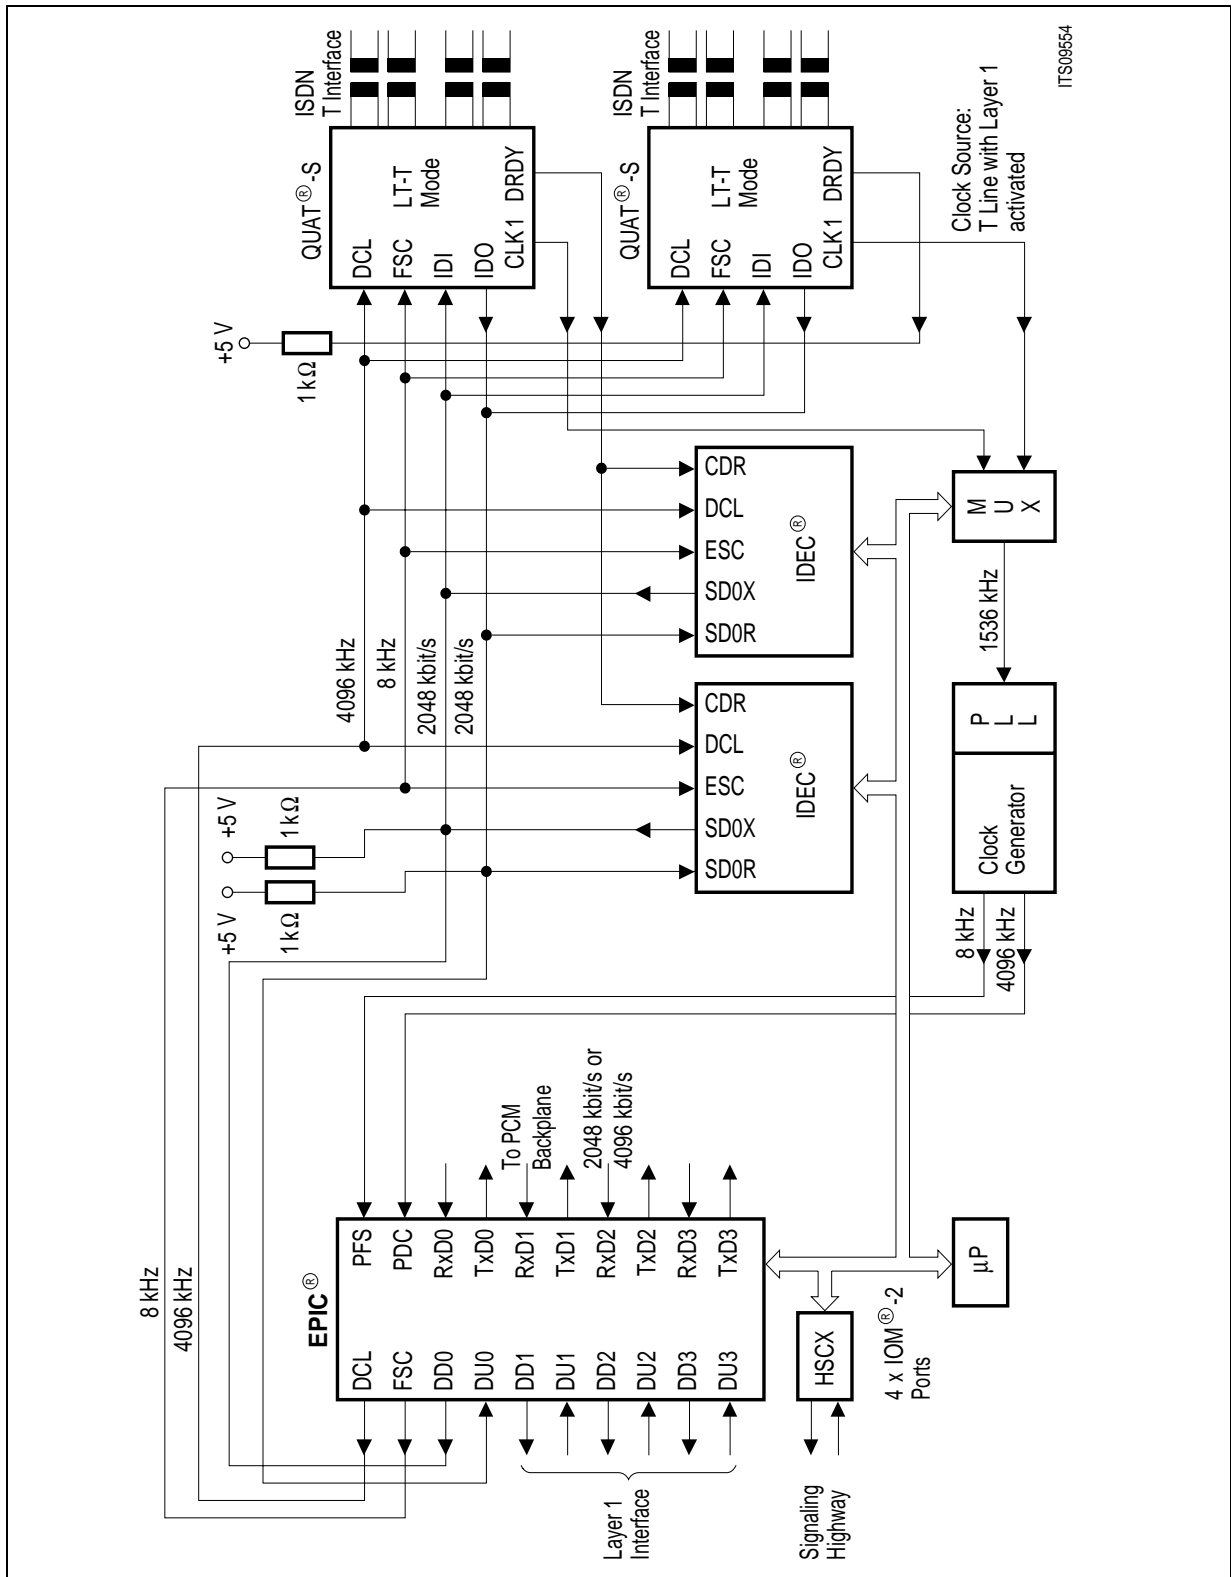 8 kHz
4096 kHz
EPIC®
DCL
FSC
DD0
DU0
DD1
DU1
DD2
DU2
DD3
DU3
PFS
PDC
RxD0
TxD0
RxD1
TxD1
RxD2
TxD2
RxD3
TxD3
Layer 1
Interface
To PCM
Backplane
2048 kbit/s or
4096 kbit/s
Signaling
Highway
HSCX
4 x IOM®-2
Ports
µP
+5 V
1 kΩ
+5 V
1 kΩ
4096 kHz
8 kHz
2048 kbit/s
2048 kbit/s
CDR
DCL
ESC
SD0X
SD0R
IDEC®
CDR
DCL
ESC
SD0X
SD0R
IDEC®
8 kHz
4096 kHz
Clock
Generator
PLL
1536 kHz
MUX
+5 V
1 kΩ
QUAT®-S
DCL
FSC
IDI
IDO
CLK1
DRDY
LT-T
Mode
ISDN
T Interface
QUAT®-S
DCL
FSC
IDI
IDO
CLK1
DRDY
LT-T
Mode
ISDN
T Interface
Clock Source:
T Line with Layer 1
activated
ITS09554